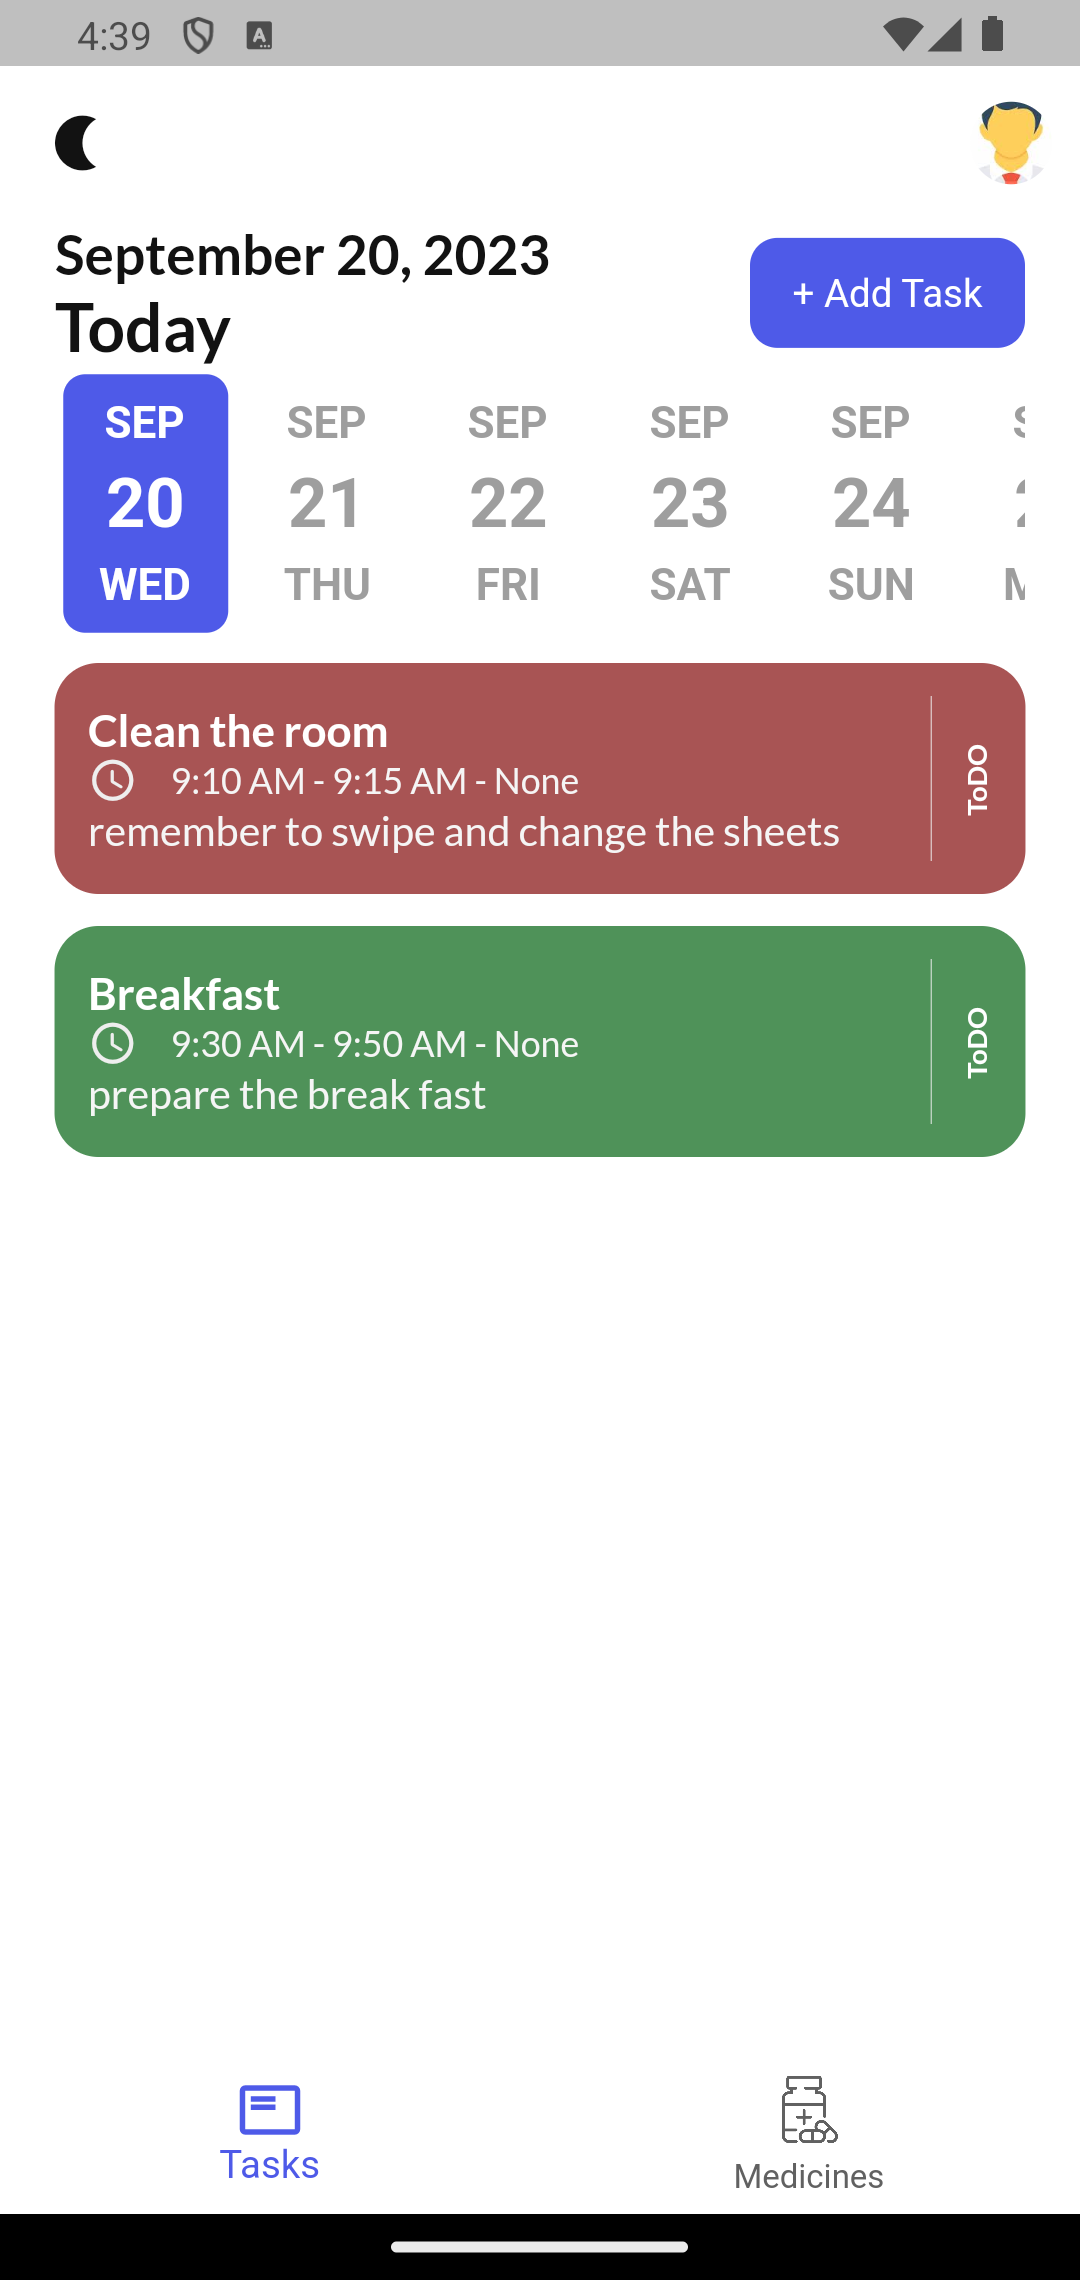 4:39
September 20, 2023
Today
+ Add Task
SEP SEP SEP SEP SEP
20 21 22 23 24
WED THU FRI SAT SUN
Clean the room
9:10 AM - 9:15 AM - None
remember to swipe and change the sheets
ToDO
Breakfast
9:30 AM - 9:50 AM - None
prepare the break fast
ToDO
Tasks
Medicines